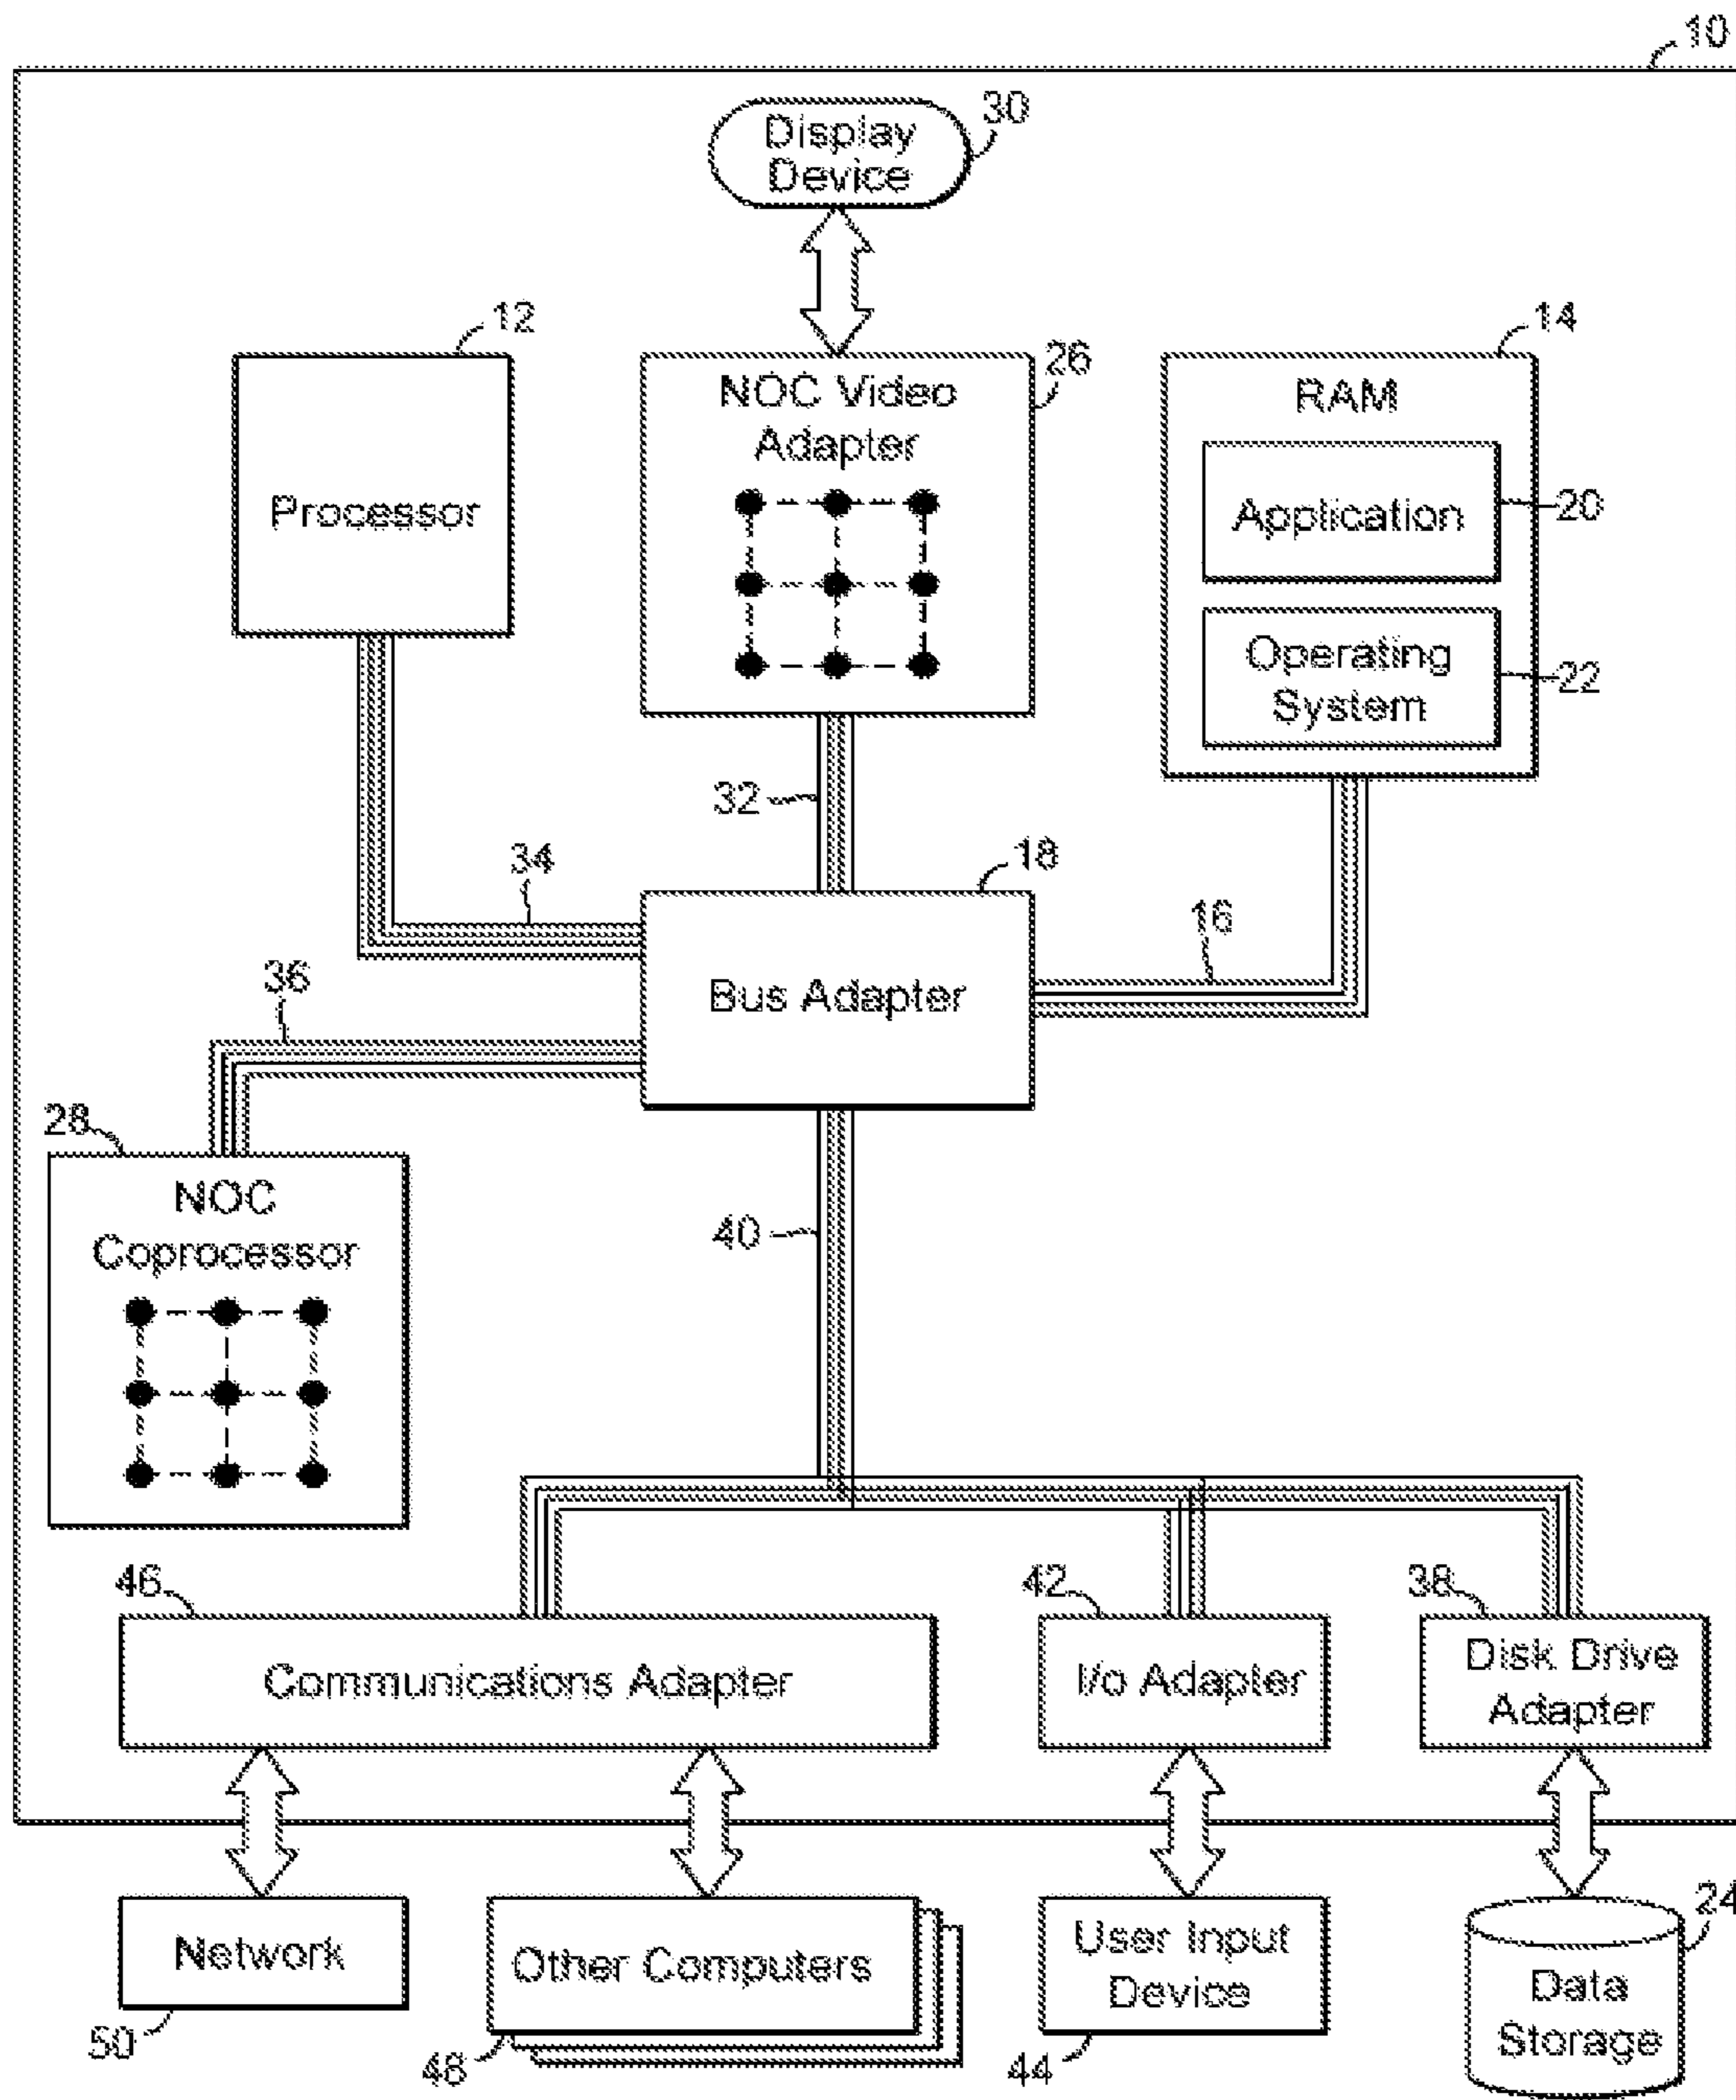 10
Display
Device
30
12
Processor
NOC Video
Adapter
26
14
RAM
Application
20
Operating
System
22
32
34
18
Bus Adapter
16
36
28
NOC
Coprocessor
40
46
Communications Adapter
42
I/o Adapter
38
Disk Drive
Adapter
Network
50
Other Computers
48
User Input
Device
44
24
Data
Storage